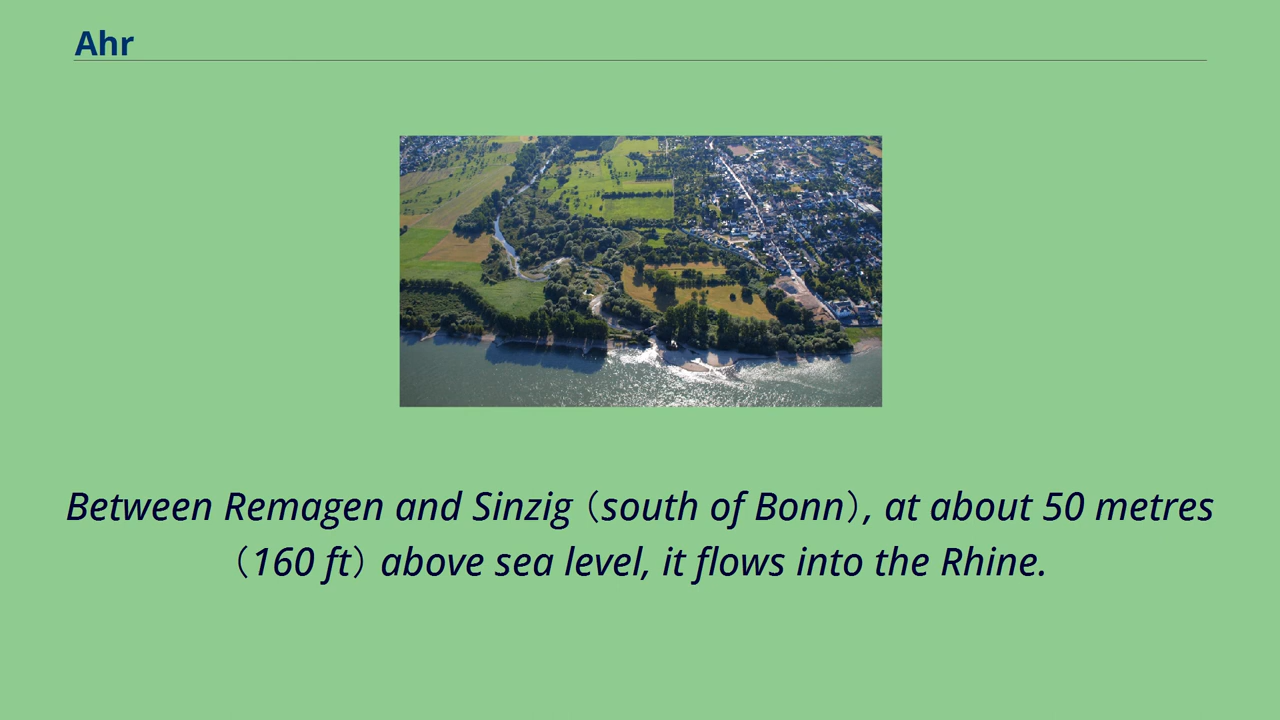 Ahr
Between Remagen and Sinzig (south of Bonn), at about 50 metres
(160 ft) above sea level, it flows into the Rhine.